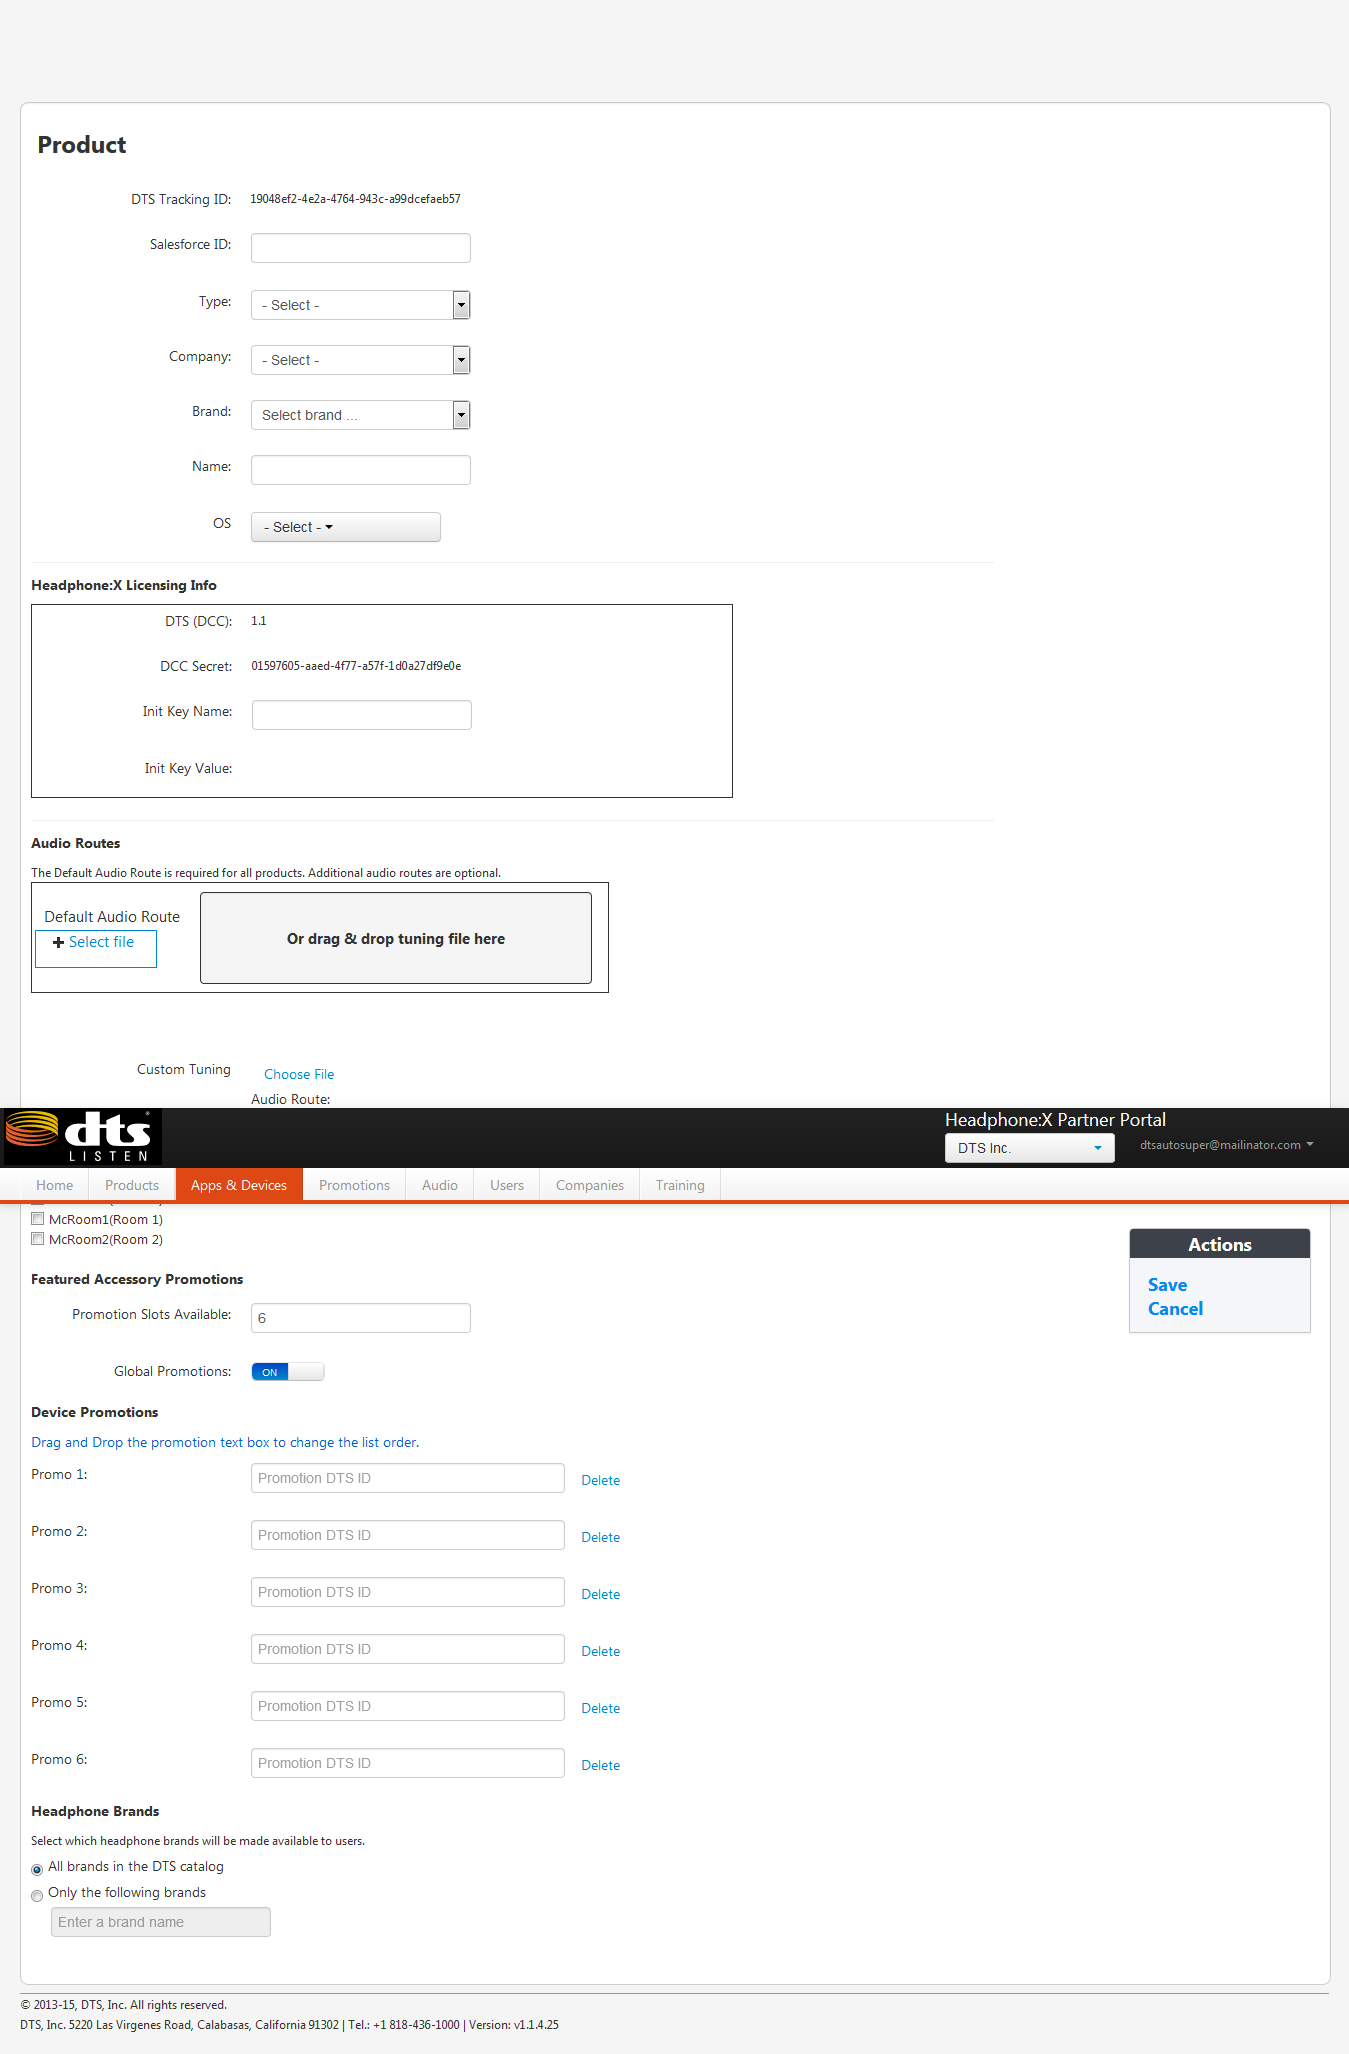 Product
DTS Tracking ID: 19048ef2-4e2a-4764-943c-a99dcefaeb57
Salesforce ID:
Type: - Select -
Company: - Select -
Brand: Select brand ...
Name:
OS - Select -
Headphone:X Licensing Info
DTS (DCC): 1.1
DCC Secret: 01597605-aaed-4f77-a57f-1d0a27df9e0e
Init Key Name:
Init Key Value:
Audio Routes
The Default Audio Route is required for all products. Additional audio routes are optional.
Default Audio Route
Select file
Or drag & drop tuning file here
Custom Tuning Choose File
Audio Route:
dts®
LISTEN
Headphone:X Partner Portal
DTS Inc. dtsautosuper@mailinator.com
Home Products Apps & Devices Promotions Audio Users Companies Training
McRoom1(Room 1)
McRoom2(Room 2)
Actions
Save
Cancel
Featured Accessory Promotions
Promotion Slots Available: 6
Global Promotions: ON
Device Promotions
Drag and Drop the promotion text box to change the list order.
Promo 1: Promotion DTS ID Delete
Promo 2: Promotion DTS ID Delete
Promo 3: Promotion DTS ID Delete
Promo 4: Promotion DTS ID Delete
Promo 5: Promotion DTS ID Delete
Promo 6: Promotion DTS ID Delete
Headphone Brands
Select which headphone brands will be made available to users.
All brands in the DTS catalog
Only the following brands
Enter a brand name
© 2013-15, DTS, Inc. All rights reserved.
DTS, Inc. 5220 Las Virgenes Road, Calabasas, California 91302 | Tel.: +1 818-436-1000 | Version: v1.1.4.25